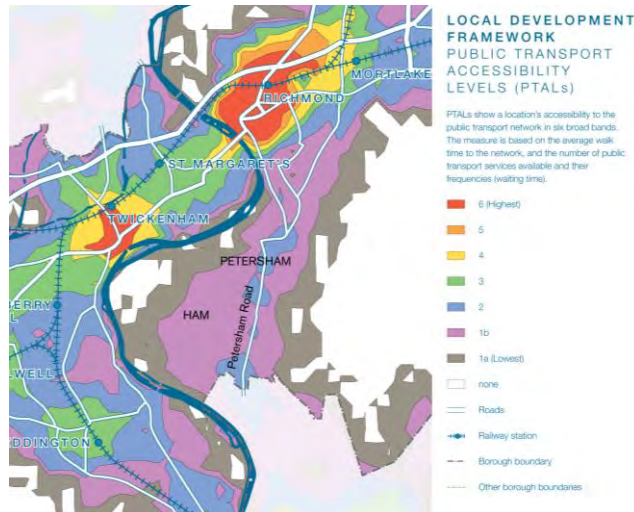 LOCAL DEVELOPMENT
FRAMEWORK
PUBLIC TRANSPORT
ACCESSIBILITY
LEVELS (PTALs)
PTALs show a location's accessibility to the
public transport network in six broad bands.
The measure is based on the average walk
time to the network, and the number of public
transport services available and their
frequencies (waiting time).
6 (Highest)
5
4
3
2
1b
1a (Lowest)
none
Roads
Railway station
Borough boundary
Other borough boundaries
MORTLAKE
RICHMOND
ST. MARGARET'S
TWICKENHAM
PETERSHAM
HAM
Petersham Road
ERRY
L
LWELL
DDINGTON